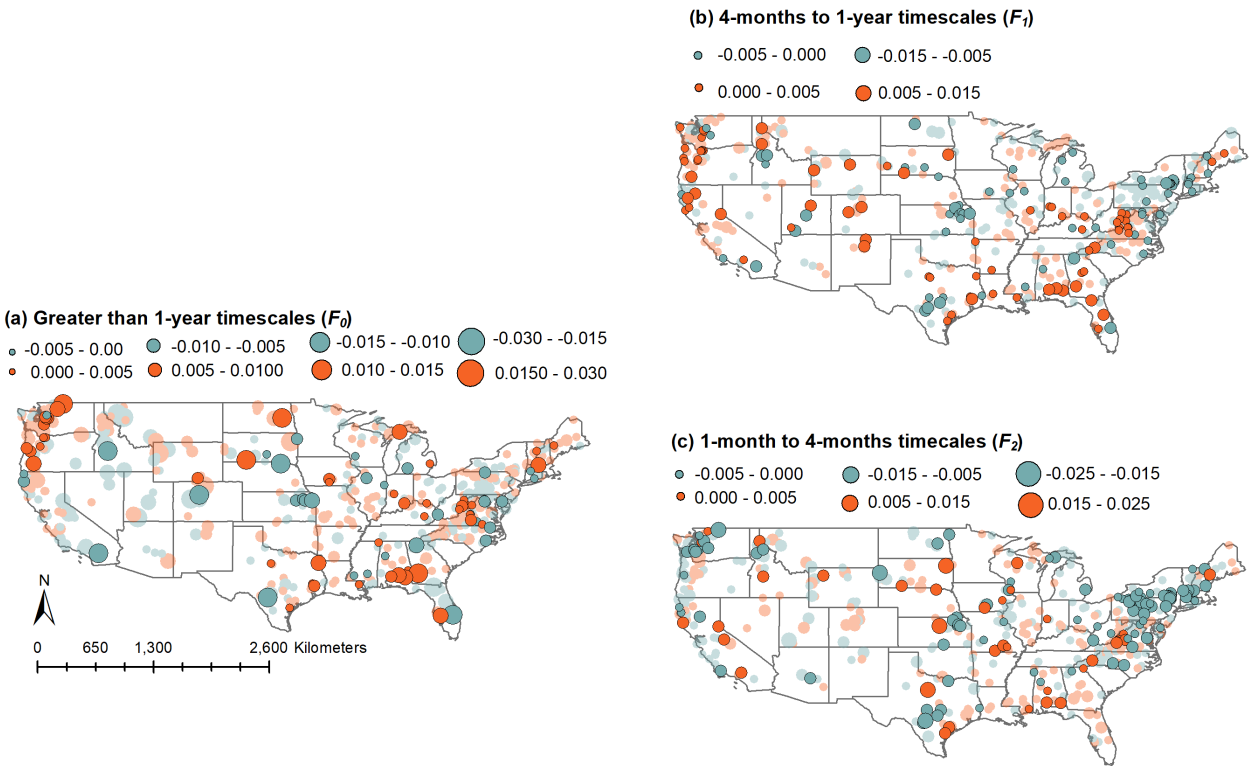 (b) 4-months to 1-year timescales (F1)
-0.005 - 0.000
-0.015 - -0.005
0.000 - 0.005
0.005 - 0.015
(a) Greater than 1-year timescales (F0)
-0.005 - 0.00
-0.010 - -0.005
-0.015 - -0.010
-0.030 - -0.015
0.000 - 0.005
0.005 - 0.0100
0.010 - 0.015
0.0150 - 0.030
N
0 650 1,300 2,600 Kilometers
(c) 1-month to 4-months timecales (F2)
-0.005 - 0.000
-0.015 - -0.005
-0.025 - -0.015
0.000 - 0.005
0.005 - 0.015
0.015 - 0.025